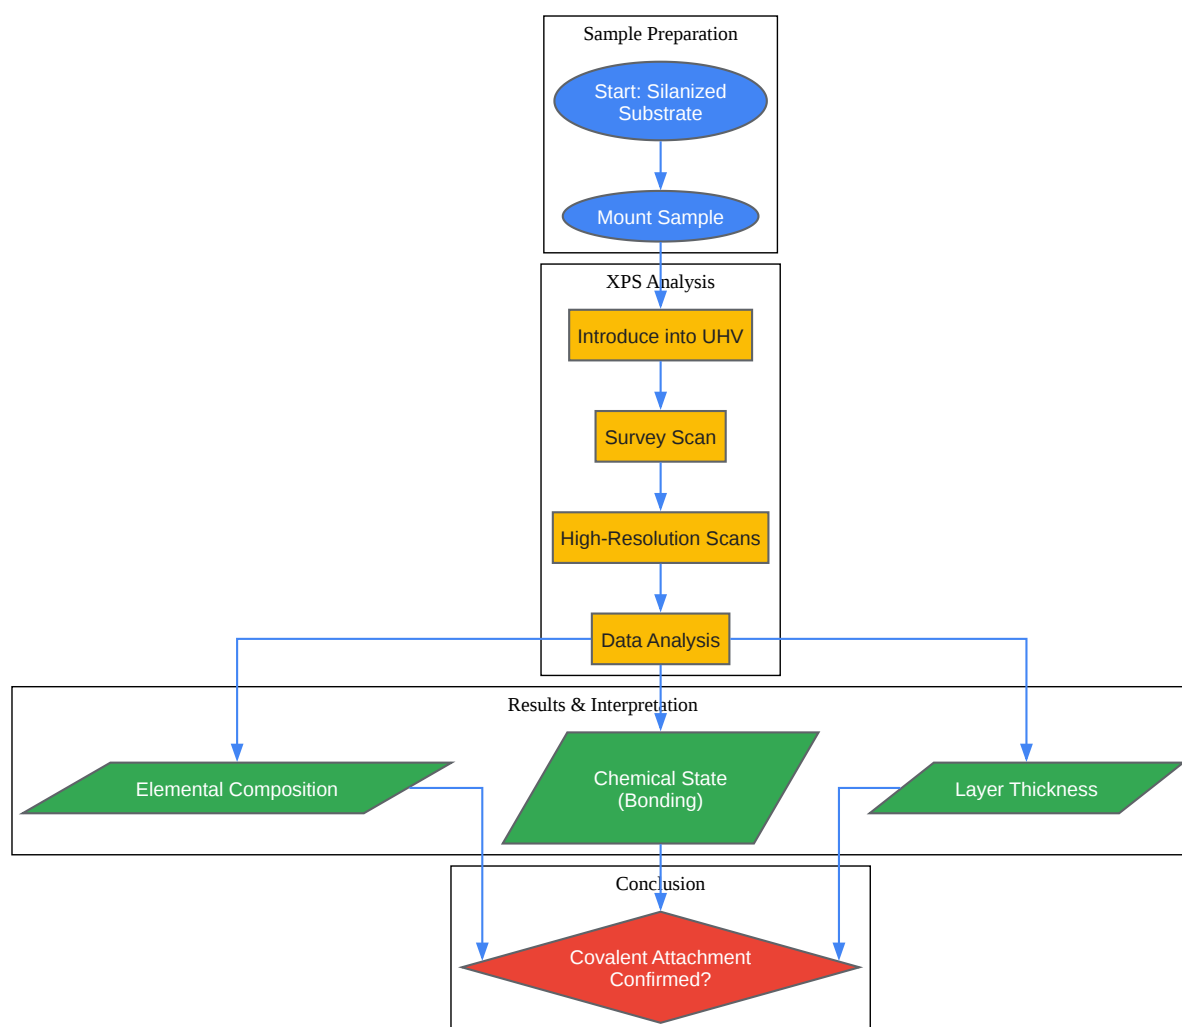 Sample Preparation
Start: Silanized
Substrate
Mount Sample
XPS Analysis
Introduce into UHV
Survey Scan
High-Resolution Scans
Data Analysis
Results & Interpretation
Elemental Composition
Chemical State
(Bonding)
Layer Thickness
Conclusion
Covalent Attachment
Confirmed?